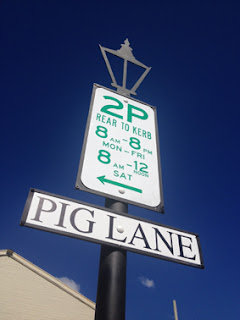 2P
REAR TO KERB
8 AM - 8 PM
MON - FRI
8 AM - 12 NOON
SAT
PIG LANE